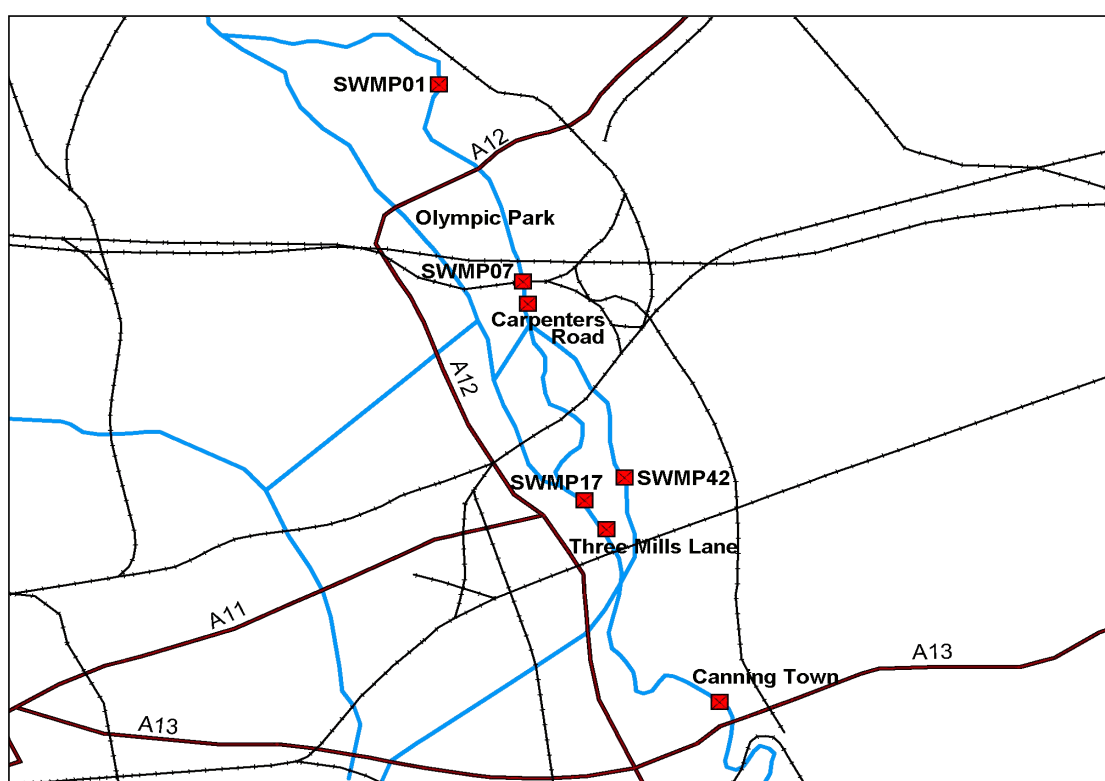 SWMP01
A12
Olympic Park
SWMP07
Carpenters
Road
A12
SWMP17
SWMP42
Three Mills Lane
A11
A13
Canning Town
A13